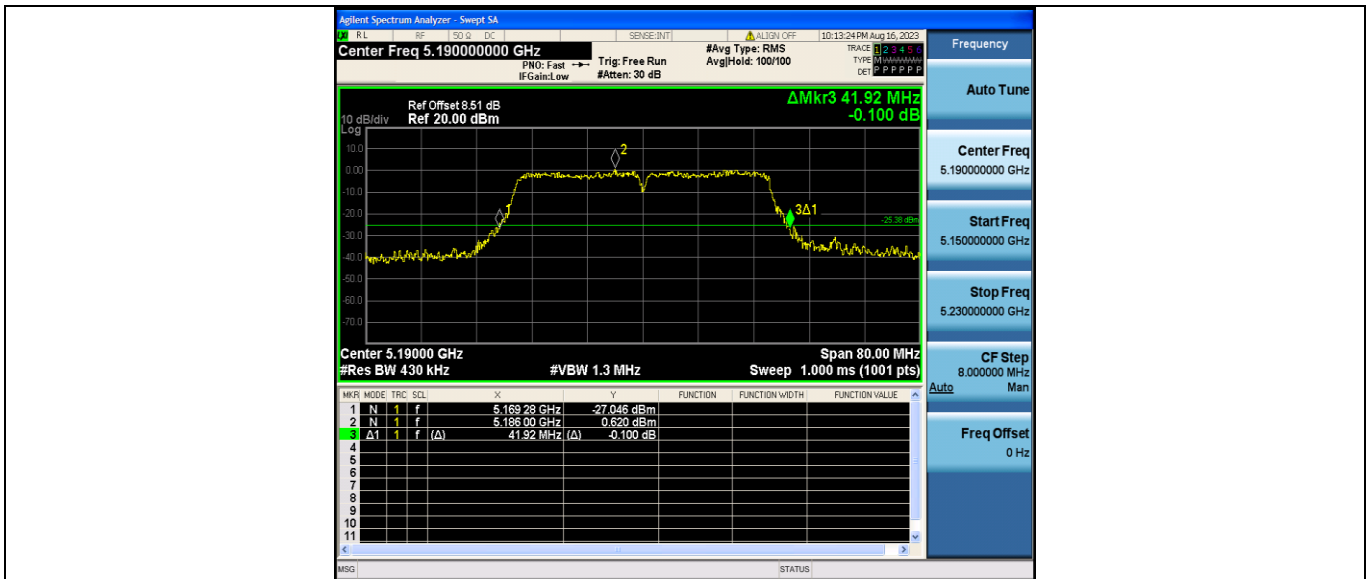 Agilent Spectrum Analyzer - Swept SA
RL RF 50 Ω DC SENSE:INT ALIGN OFF 10:13:24 PM Aug 16, 2023
Center Freq 5.190000000 GHz
PNO: Fast
IFGain:Low
Trig: Free Run
#Atten: 30 dB
#Avg Type: RMS
Avg|Hold: 100/100
TRACE 1 2 3 4 5 6
TYPE M
DET P P P P P P
ΔMkr3 41.92 MHz
-0.100 dB
Ref Offset 8.51 dB
10 dB/div Ref 20.00 dBm
Log
10.0
0.00
-10.0
-20.0
-30.0
-40.0
-50.0
-60.0
-70.0
2
1
3Δ1
-25.38 dBm
Center 5.19000 GHz Span 80.00 MHz
#Res BW 430 kHz #VBW 1.3 MHz Sweep 1.000 ms (1001 pts)
MKR MODE TRC SCL X Y FUNCTION FUNCTION WIDTH FUNCTION VALUE
1 N 1 f 5.169 28 GHz -27.046 dBm
2 N 1 f 5.186 00 GHz 0.620 dBm
3 Δ1 1 f (Δ) 41.92 MHz (Δ) -0.100 dB
4
5
6
7
8
9
10
11
MSG STATUS
Frequency
Auto Tune
Center Freq
5.190000000 GHz
Start Freq
5.150000000 GHz
Stop Freq
5.230000000 GHz
CF Step
8.000000 MHz
Auto Man
Freq Offset
0 Hz